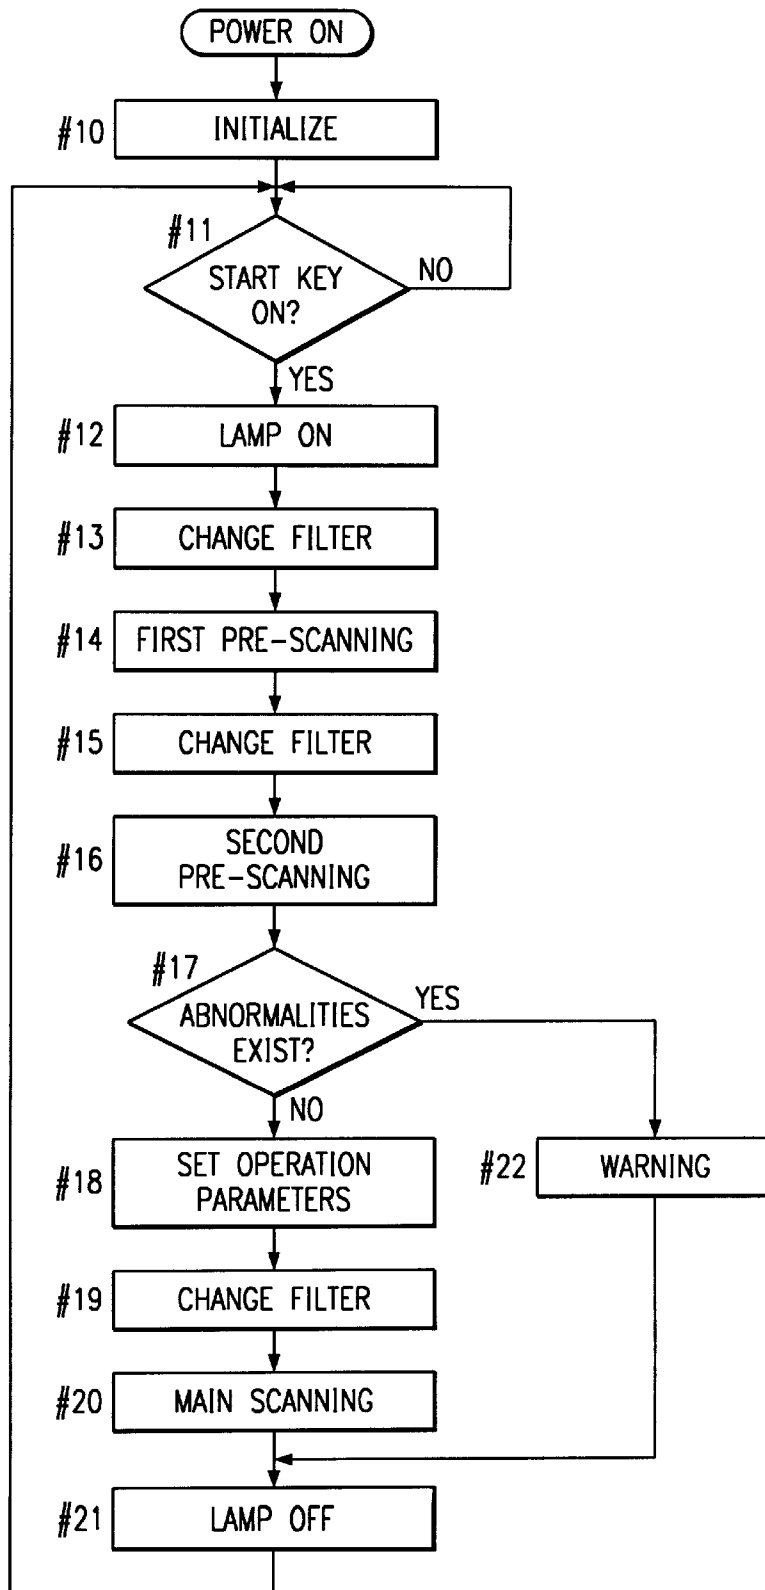 POWER ON
#10
INITIALIZE
#11
START KEY
ON?
NO
YES
#12
LAMP ON
#13
CHANGE FILTER
#14
FIRST PRE-SCANNING
#15
CHANGE FILTER
#16
SECOND
PRE-SCANNING
#17
ABNORMALITIES
EXIST?
YES
NO
#18
SET OPERATION
PARAMETERS
#22
WARNING
#19
CHANGE FILTER
#20
MAIN SCANNING
#21
LAMP OFF